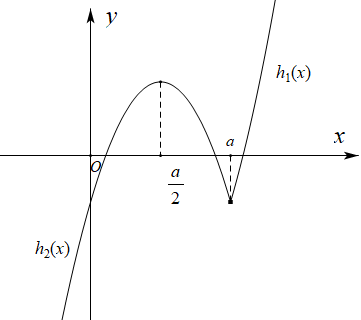 y
h₁(x)
x
a
O
a/2
h₂(x)